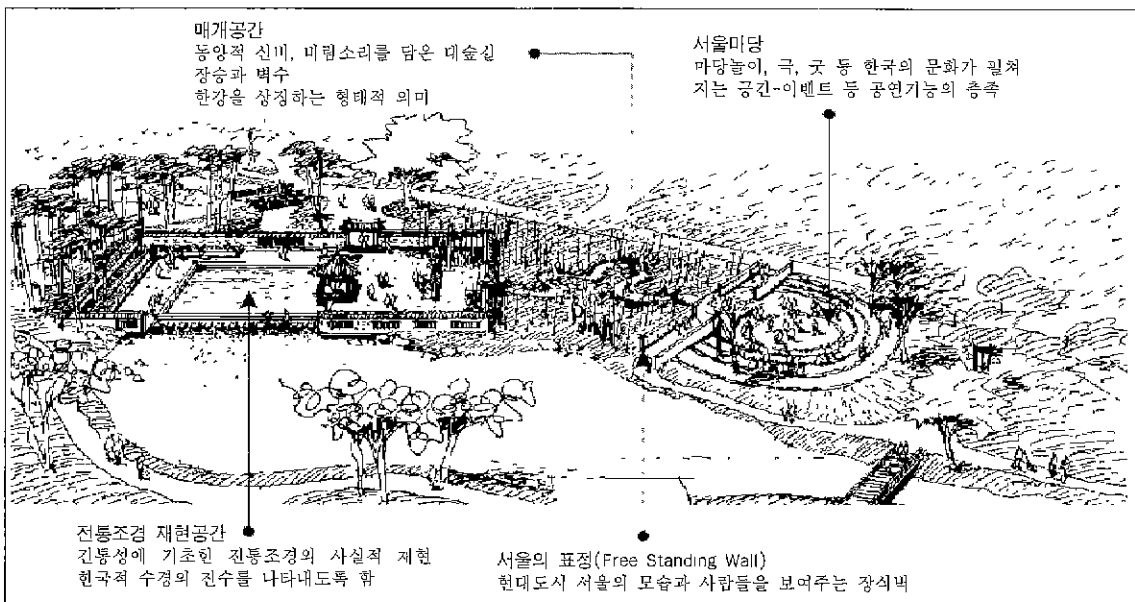 매개공간
동양적 신비, 바람소리를 담은 대숲길
장승과 벅수
한강을 상징하는 형태적 의미
서울마당
마당놀이, 극, 굿 등 한국의 문화가 펼쳐
지는 공간-이벤트 등 공연기능의 충족
전통조경 재현공간
전통성에 기초한 전통조경의 사실적 재현
한국적 수경의 진수를 나타내도록 함
서울의 표정(Free Standing Wall)
현대도시 서울의 모습과 사람들을 보여주는 장식벽